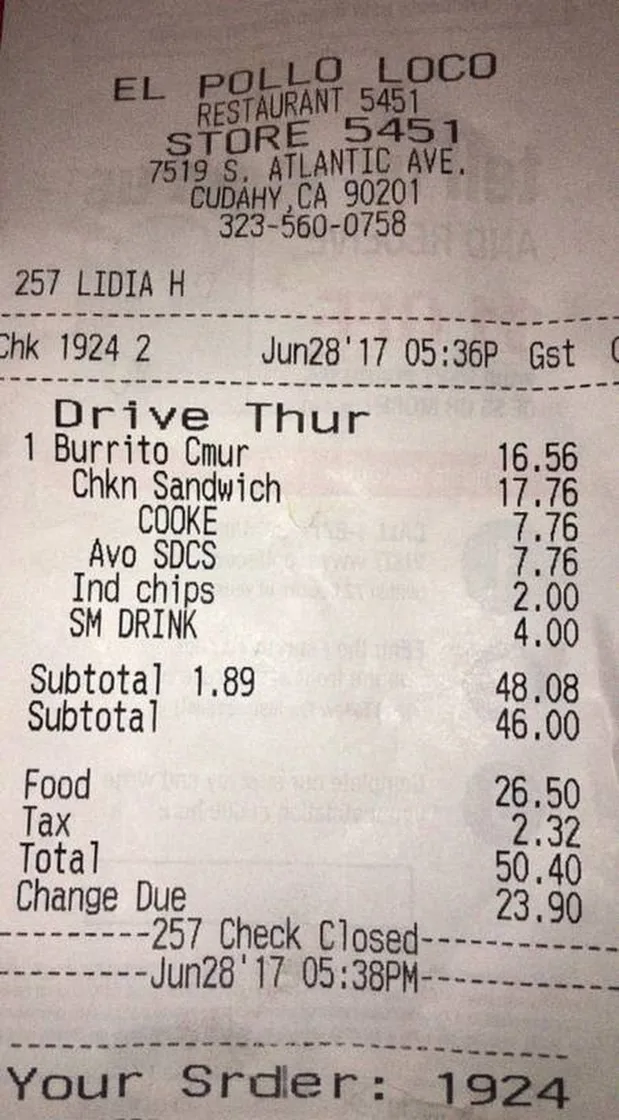 EL POLLO LOCO
RESTAURANT 5451
STORE 5451
7519 S. ATLANTIC AVE.
CUDAHY,CA 90201
323-560-0758
257 LIDIA H
Chk 1924 2 Jun28'17 05:36P Gst
Drive Thur
1 Burrito Cmur 16.56
Chkn Sandwich 17.76
COOKE 7.76
Avo SDCS 7.76
Ind chips 2.00
SM DRINK 4.00
Subtotal 1.89 48.08
Subtotal 46.00
Food 26.50
Tax 2.32
Total 50.40
Change Due 23.90
---------257 Check Closed------------
---------Jun28'17 05:38PM------------
Your Srder: 1924